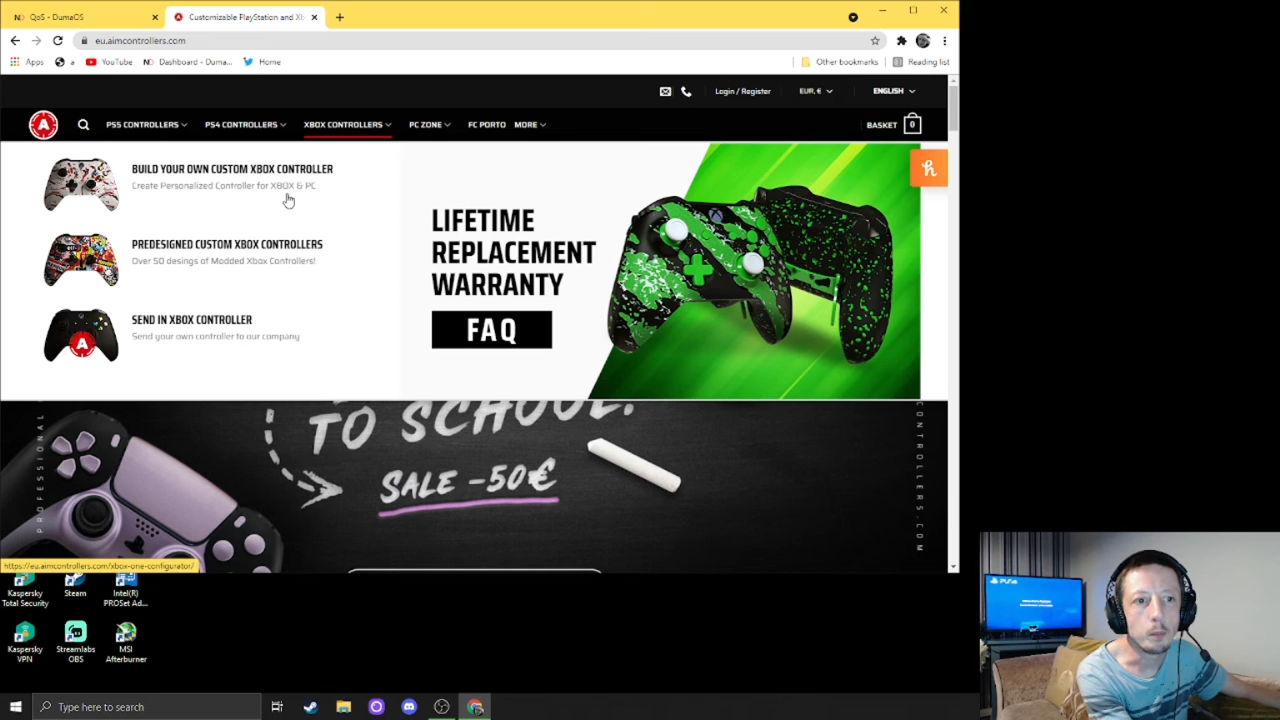 QoS - DumaOS
Customizable PlayStation and Xb
eu.aimcontrollers.com
Apps
a
YouTube
Dashboard - Duma...
Home
Other bookmarks
Reading list
Login / Register
EUR, €
ENGLISH
A
PS5 CONTROLLERS
PS4 CONTROLLERS
XBOX CONTROLLERS
PC ZONE
FC PORTO
MORE
BASKET
0
BUILD YOUR OWN CUSTOM XBOX CONTROLLER
Create Personalized Controller for XBOX & PC
PREDESIGNED CUSTOM XBOX CONTROLLERS
Over 50 desings of Modded Xbox Controllers!
SEND IN XBOX CONTROLLER
Send your own controller to our company
LIFETIME
REPLACEMENT
WARRANTY
FAQ
h
TO SCHOOL!
SALE -50€
PROFESSIONAL
CONTROLLERS.COM
https://eu.aimcontrollers.com/xbox-one-configurator/
Kaspersky
Total Security
Steam
Intel(R)
PROSet Ad...
Kaspersky
VPN
Streamlabs
OBS
MSI
Afterburner
PS4
Type here to search